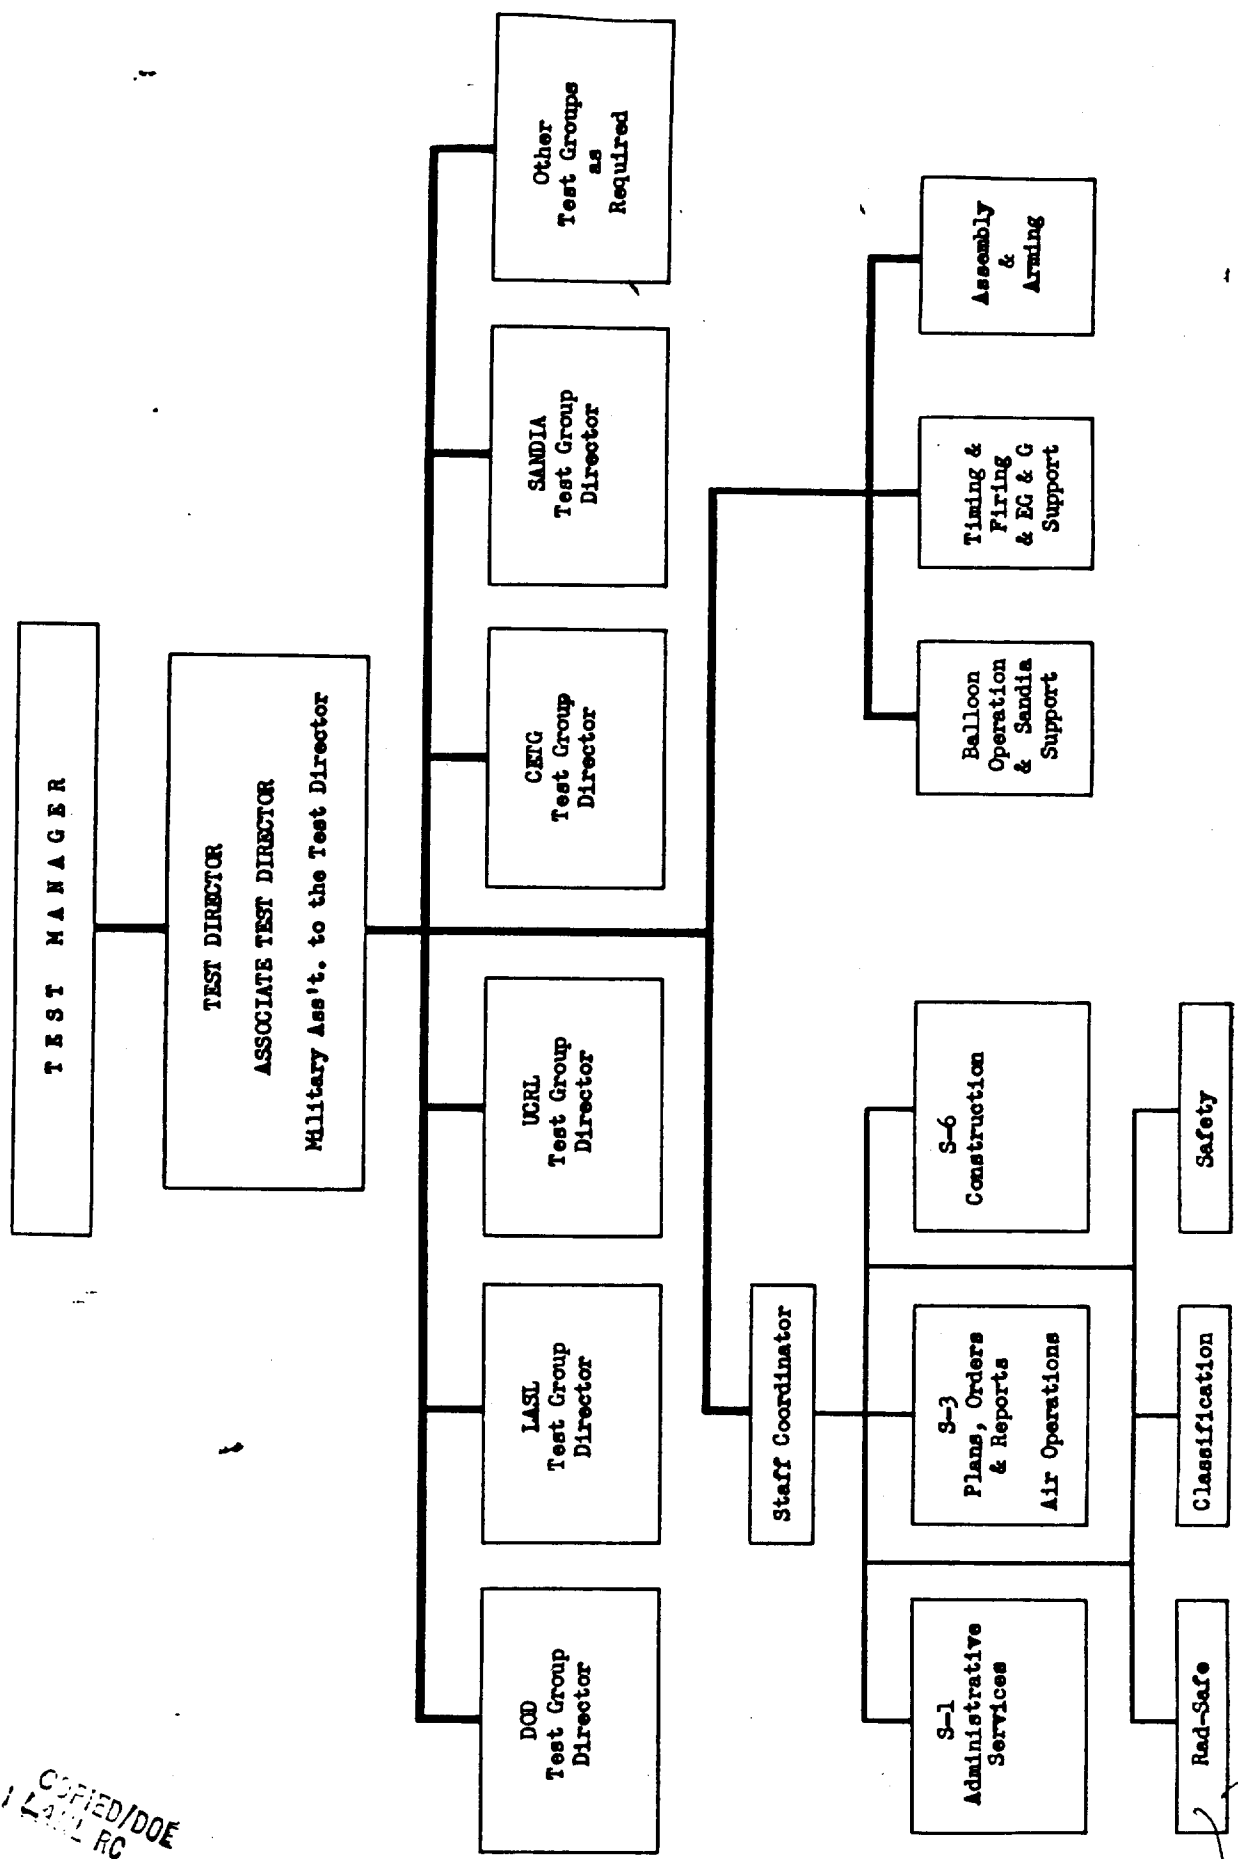 T E S T   M A N A G E R
TEST DIRECTOR
ASSOCIATE TEST DIRECTOR
Military Ass't. to the Test Director
DOD
Test Group
Director
LASL
Test Group
Director
UCRL
Test Group
Director
CETG
Test Group
Director
SANDIA
Test Group
Director
Other
Test Groups
as
Required
Staff Coordinator
S-1
Administrative
Services
S-3
Plans, Orders
& Reports
Air Operations
S-6
Construction
Rad-Safe
Classification
Safety
Balloon
Operation
& Sandia
Support
Timing &
Firing
& EG & G
Support
Assembly
&
Arming
COPIED/DOE
RC